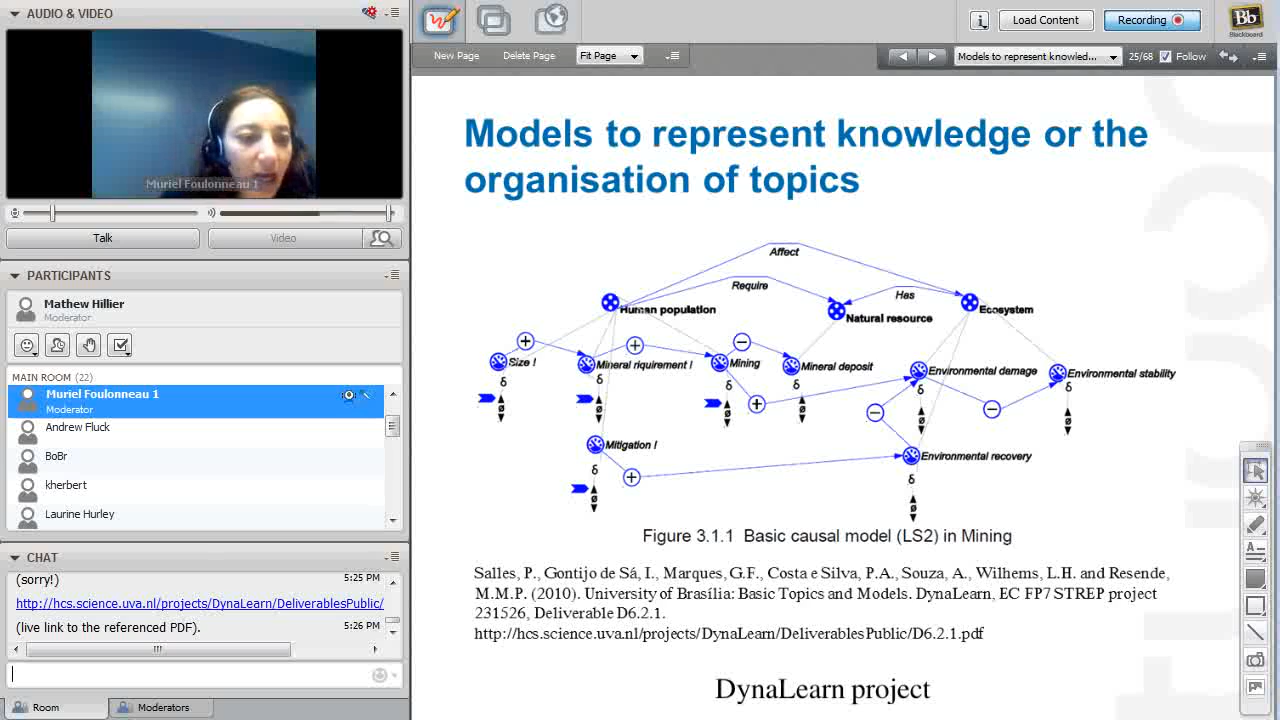 AUDIO & VIDEO
Muriel Foulonneau 1
Talk
Video
PARTICIPANTS
Mathew Hillier
Moderator
MAIN ROOM (22)
Muriel Foulonneau 1
Moderator
Andrew Fluck
BoBr
kherbert
Laurine Hurley
CHAT
(sorry!)
5:25 PM
http://hcs.science.uva.nl/projects/DynaLearn/DeliverablesPublic/
(live link to the referenced PDF).
5:26 PM
Room
Moderators
Load Content
Recording
Bb
Blackboard
New Page
Delete Page
Fit Page
Models to represent knowled...
25/68
Follow
Models to represent knowledge or the
organisation of topics
Affect
Require
Has
Human population
Natural resource
Ecosystem
Size !
Mineral riquirement !
Mining
Mineral deposit
Environmental damage
Environmental stability
Mitigation !
Environmental recovery
Figure 3.1.1 Basic causal model (LS2) in Mining
Salles, P., Gontijo de Sá, I., Marques, G.F., Costa e Silva, P.A., Souza, A., Wilhems, L.H. and Resende,
M.M.P. (2010). University of Brasília: Basic Topics and Models. DynaLearn, EC FP7 STREP project
231526, Deliverable D6.2.1.
http://hcs.science.uva.nl/projects/DynaLearn/DeliverablesPublic/D6.2.1.pdf
DynaLearn project